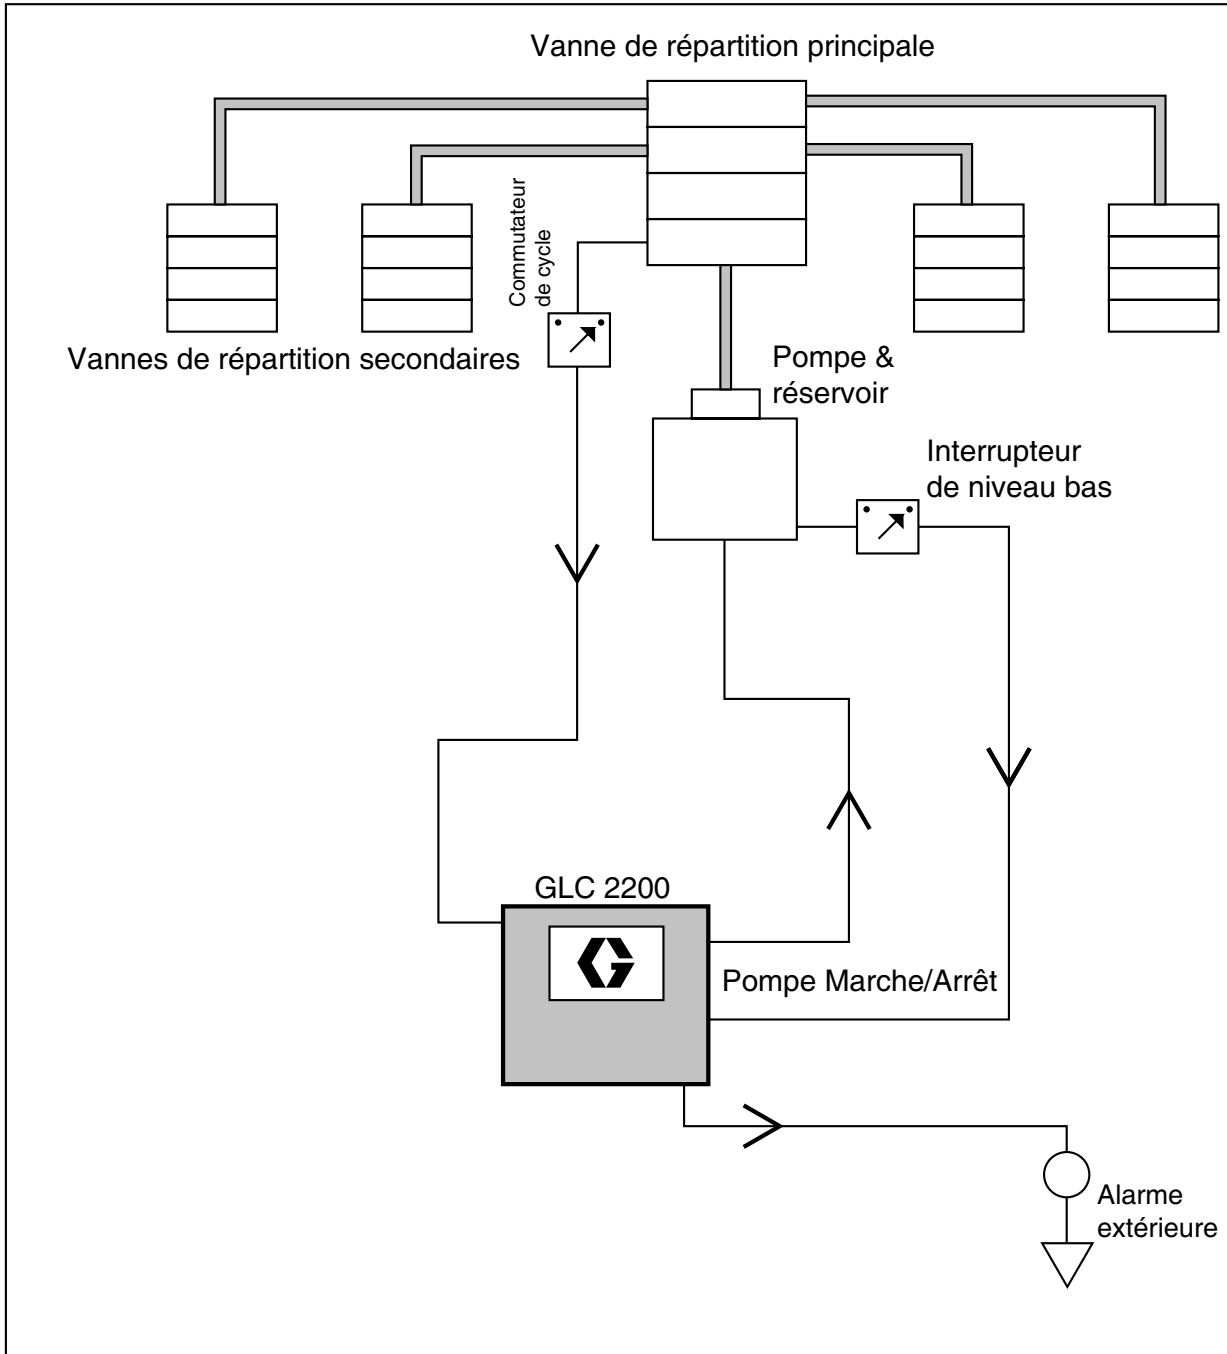 Vanne de répartition principale
Commutateur
de cycle
Vannes de répartition secondaires
Pompe &
réservoir
Interrupteur
de niveau bas
GLC 2200
Pompe Marche/Arrêt
Alarme
extérieure